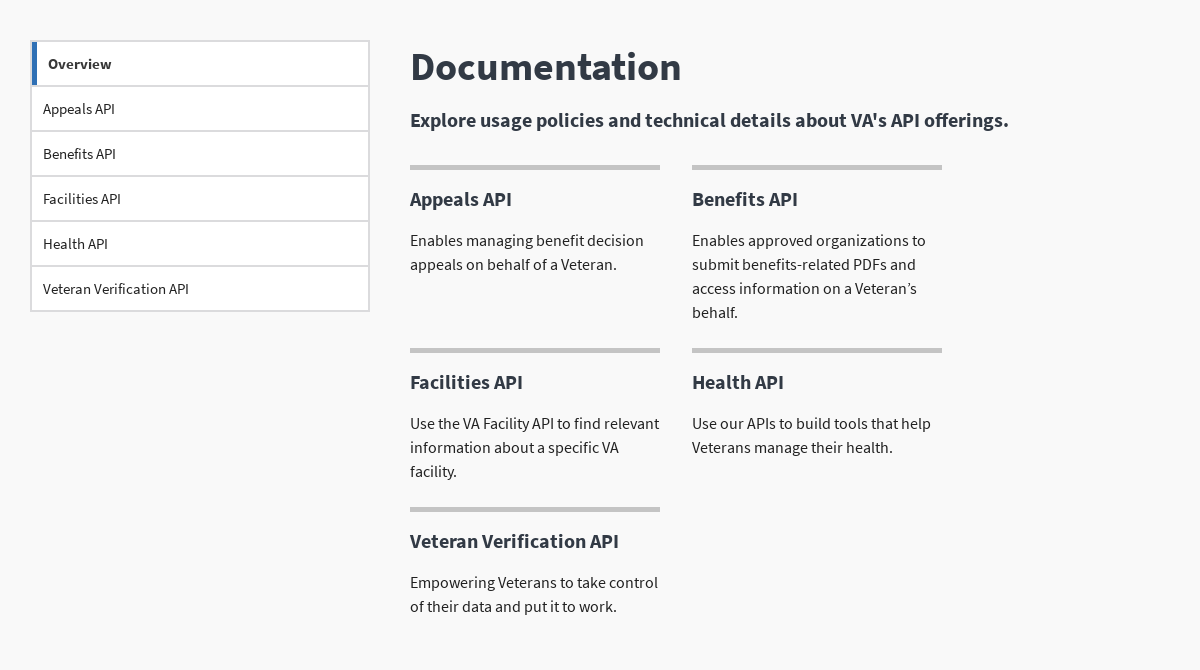 Overview
Appeals API
Benefits API
Facilities API
Health API
Veteran Verification API
Documentation
Explore usage policies and technical details about VA's API offerings.
Appeals API
Enables managing benefit decision
appeals on behalf of a Veteran.
Benefits API
Enables approved organizations to
submit benefits-related PDFs and
access information on a Veteran’s
behalf.
Facilities API
Use the VA Facility API to find relevant
information about a specific VA
facility.
Health API
Use our APIs to build tools that help
Veterans manage their health.
Veteran Verification API
Empowering Veterans to take control
of their data and put it to work.